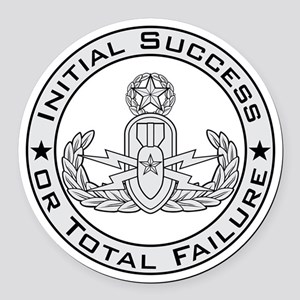 INITIAL SUCCESS
OR TOTAL FAILURE